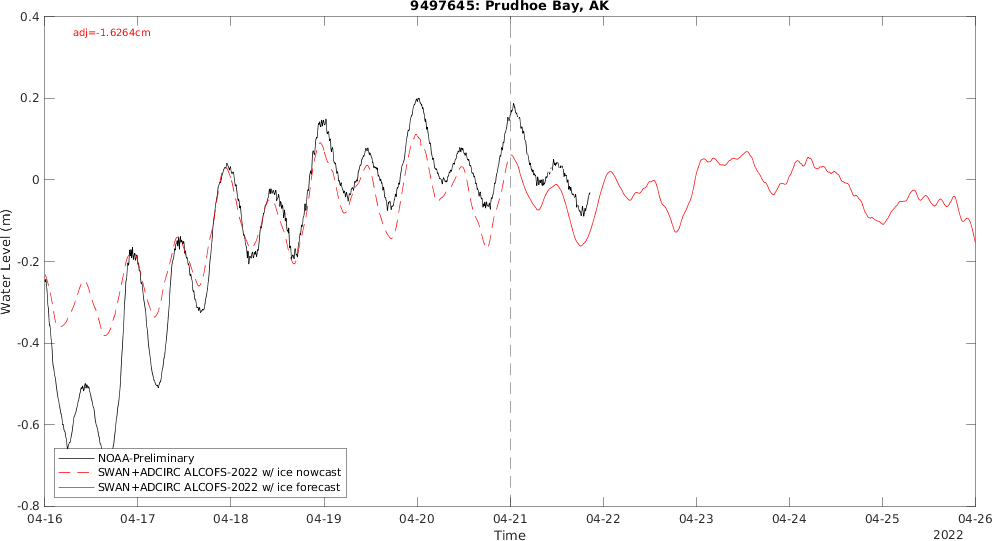 9497645: Prudhoe Bay, AK
adj=-1.6264cm
0.4
0.2
0
-0.2
-0.4
-0.6
-0.8
Water Level (m)
NOAA-Preliminary
SWAN+ADCIRC ALCOFS-2022 w/ ice nowcast
SWAN+ADCIRC ALCOFS-2022 w/ ice forecast
04-16 04-17 04-18 04-19 04-20 04-21 04-22 04-23 04-24 04-25 04-26
Time
2022